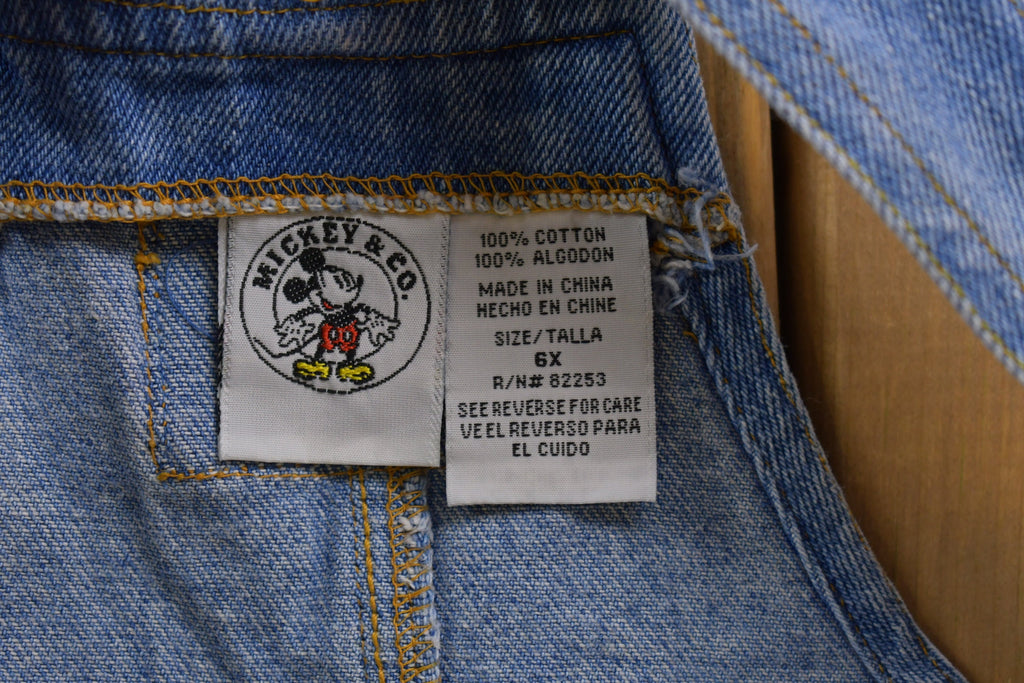 MICKEY & CO.
100% COTTON
100% ALGODON
MADE IN CHINA
HECHO EN CHINE
SIZE/TALLA
6X
R/N# 82253
SEE REVERSE FOR CARE
VE EL REVERSO PARA
EL CUIDO